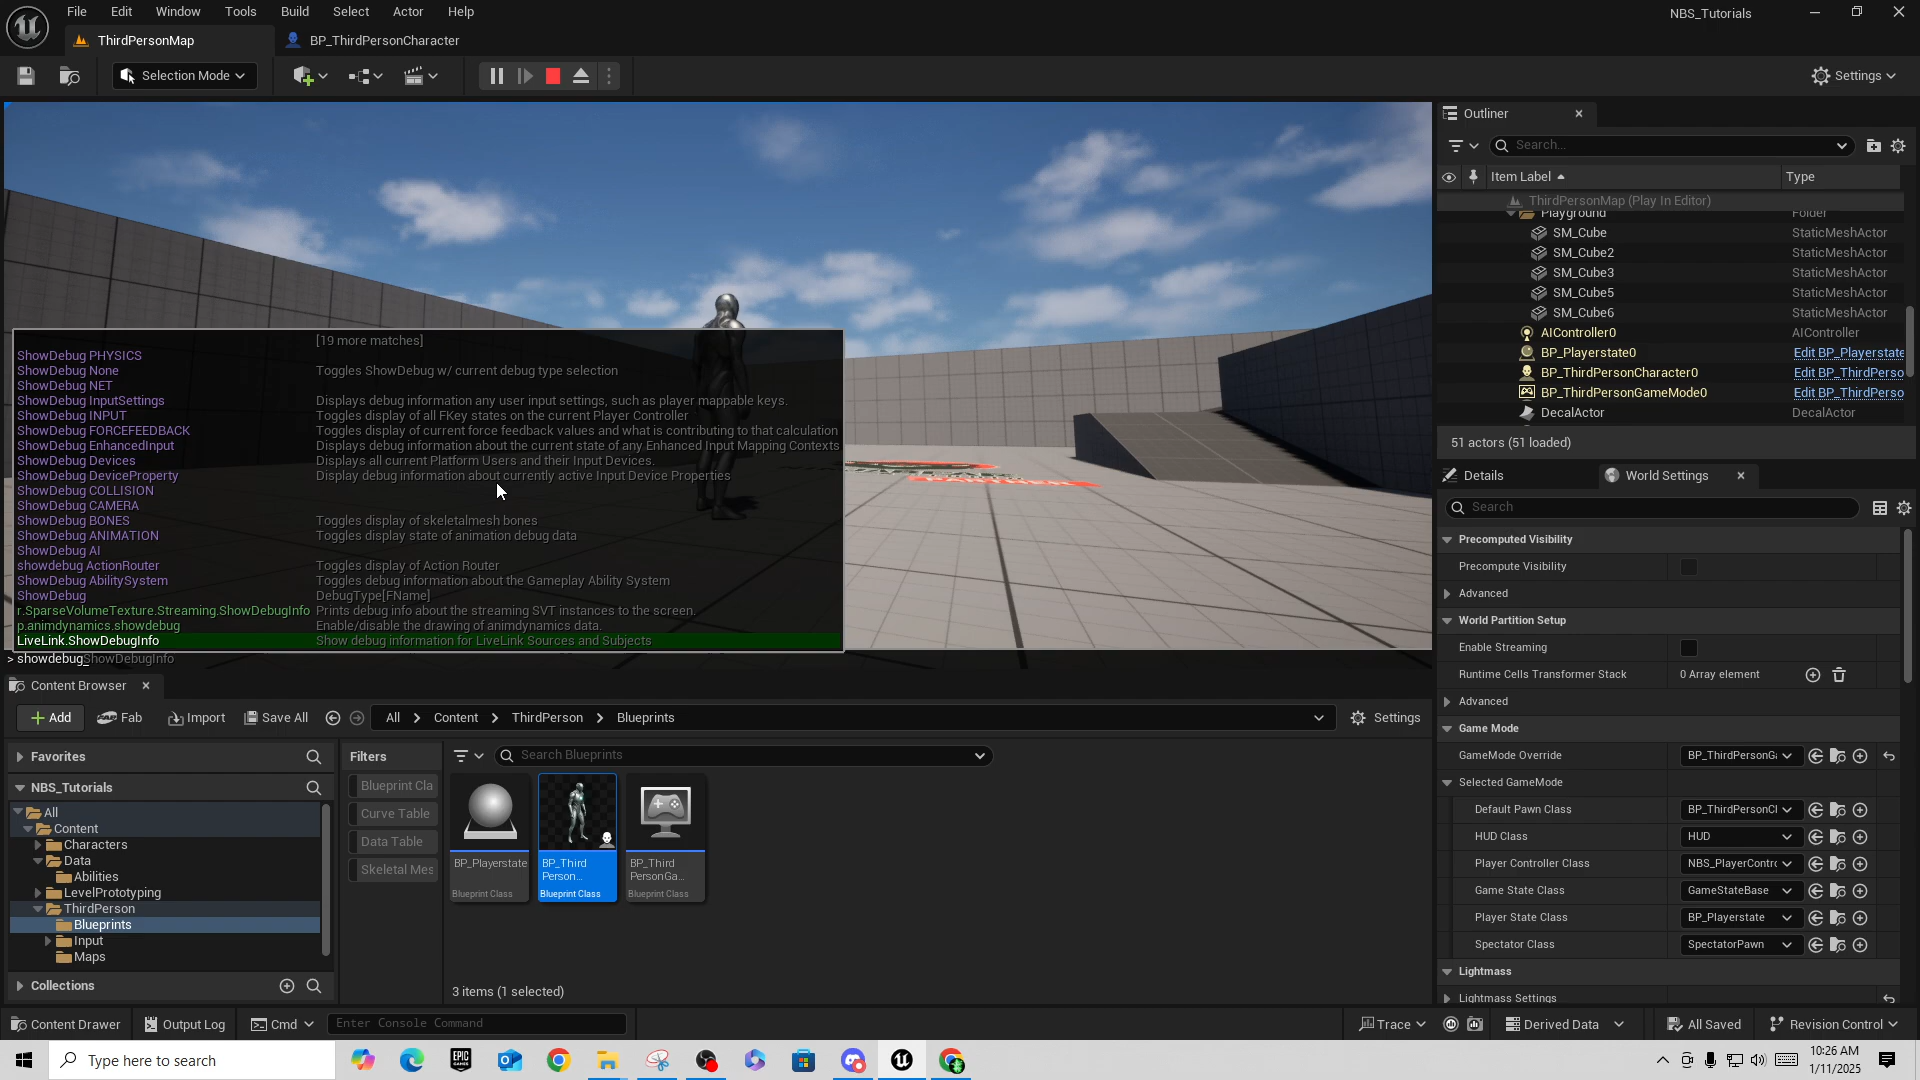 File Edit Window Tools Build Select Actor Help
NBS_Tutorials
ThirdPersonMap
BP_ThirdPersonCharacter
Selection Mode
Settings
[19 more matches]
ShowDebug PHYSICS
ShowDebug None Toggles ShowDebug w/ current debug type selection
ShowDebug NET
ShowDebug InputSettings Displays debug information any user input settings, such as player mappable keys.
ShowDebug INPUT Toggles display of all FKey states on the current Player Controller
ShowDebug FORCEFEEDBACK Toggles display of current force feedback values and what is contributing to that calculation
ShowDebug EnhancedInput Displays debug information about the current state of any Enhanced Input Mapping Contexts
ShowDebug Devices Displays all current Platform Users and their Input Devices.
ShowDebug DeviceProperty Display debug information about currently active Input Device Properties
ShowDebug COLLISION
ShowDebug CAMERA
ShowDebug BONES Toggles display of skeletalmesh bones
ShowDebug ANIMATION Toggles display state of animation debug data
ShowDebug AI
showdebug ActionRouter Toggles display of Action Router
ShowDebug AbilitySystem Toggles debug information about the Gameplay Ability System
ShowDebug DebugType[FName]
r.SparseVolumeTexture.Streaming.ShowDebugInfo Prints debug info about the streaming SVT instances to the screen.
p.animdynamics.showdebug Enable/disable the drawing of animdynamics data.
LiveLink.ShowDebugInfo Show debug information for LiveLink Sources and Subjects
> showdebug_ShowDebugInfo
Outliner
Search...
Item Label Type
ThirdPersonMap (Play In Editor)
Playground Folder
SM_Cube StaticMeshActor
SM_Cube2 StaticMeshActor
SM_Cube3 StaticMeshActor
SM_Cube5 StaticMeshActor
SM_Cube6 StaticMeshActor
AIController0 AIController
BP_Playerstate0 Edit BP_Playerstate
BP_ThirdPersonCharacter0 Edit BP_ThirdPerso
BP_ThirdPersonGameMode0 Edit BP_ThirdPerso
DecalActor DecalActor
51 actors (51 loaded)
Details
World Settings
Search
Precomputed Visibility
Precompute Visibility
Advanced
World Partition Setup
Enable Streaming
Runtime Cells Transformer Stack 0 Array element
Advanced
Game Mode
GameMode Override BP_ThirdPersonGa
Selected GameMode
Default Pawn Class BP_ThirdPersonCl
HUD Class HUD
Player Controller Class NBS_PlayerContro
Game State Class GameStateBase
Player State Class BP_Playerstate
Spectator Class SpectatorPawn
Lightmass
Lightmass Settings
Content Browser
Add Fab Import Save All All Content ThirdPerson Blueprints Settings
Favorites
NBS_Tutorials
All
Content
Characters
Data
Abilities
LevelPrototyping
ThirdPerson
Blueprints
Input
Maps
Collections
Filters
Blueprint Cla
Curve Table
Data Table
Skeletal Mes
Search Blueprints
BP_Playerstate
Blueprint Class
BP_Third
Person...
Blueprint Class
BP_Third
PersonGa...
Blueprint Class
3 items (1 selected)
Content Drawer Output Log Cmd Enter Console Command Trace Derived Data All Saved Revision Control
Type here to search
EPIC
GAMES
10:26 AM
1/11/2025